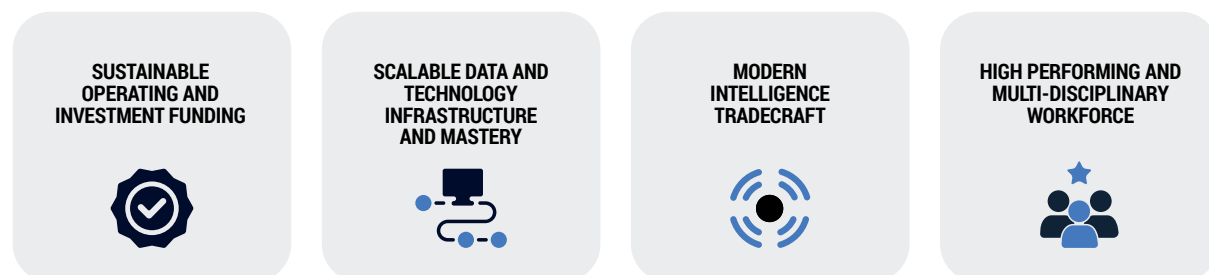 SUSTAINABLE
OPERATING AND
INVESTMENT FUNDING
SCALABLE DATA AND
TECHNOLOGY
INFRASTRUCTURE
AND MASTERY
MODERN
INTELLIGENCE
TRADECRAFT
HIGH PERFORMING AND
MULTI-DISCIPLINARY
WORKFORCE